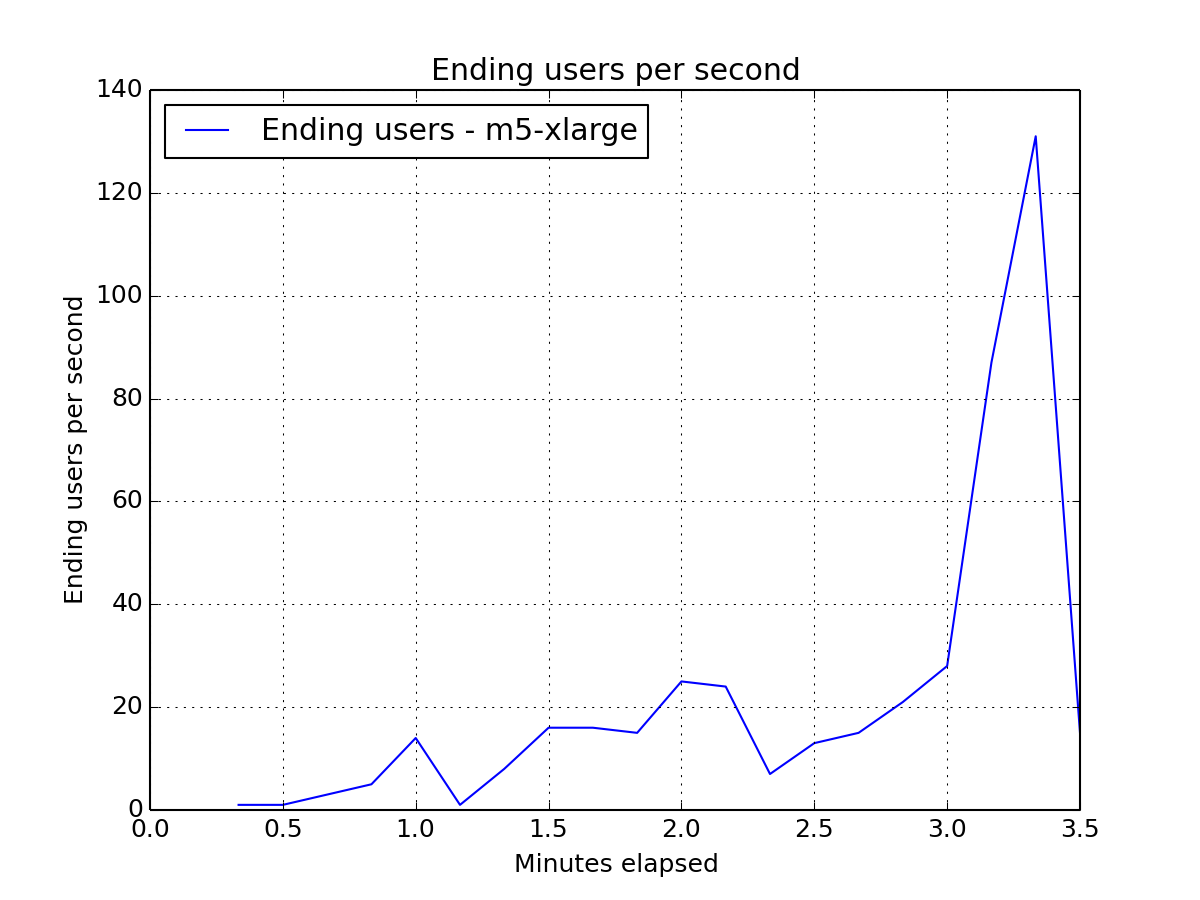 Ending users per second
Ending users - m5-xlarge
Ending users per second
140
120
100
80
60
40
20
0
0.0 0.5 1.0 1.5 2.0 2.5 3.0 3.5
Minutes elapsed